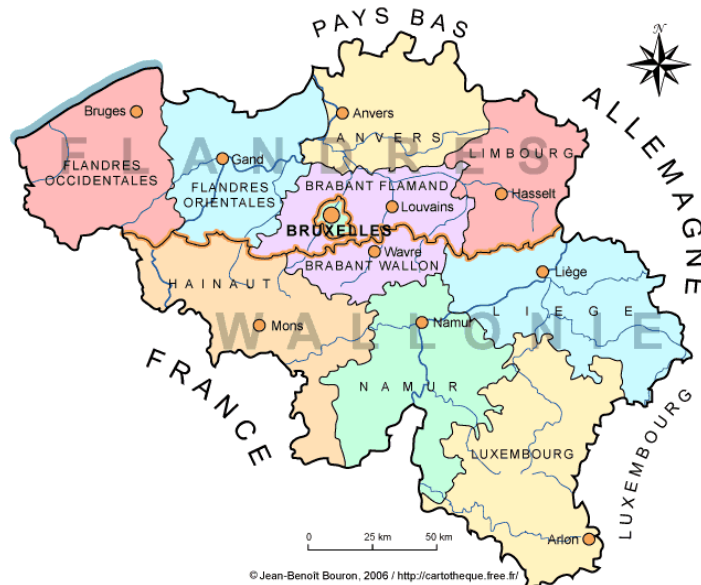 PAYS BAS
N
ALLEMAGNE
Bruges
Anvers
ANVERS
FLANDRES
LIMBOURG
Gand
FLANDRES
OCCIDENTALES
FLANDRES
ORIENTALES
BRABANT FLAMAND
Hasselt
Louvains
BRUXELLES
Wavre
BRABANT WALLON
HAINAUT
Liège
LIEGE
Mons
Namur
WALLONIE
FRANCE
NAMUR
LUXEMBOURG
LUXEMBOURG
Arlon
0 25 km 50 km
© Jean-Benoît Bouron, 2006 / http://cartotheque.free.fr/